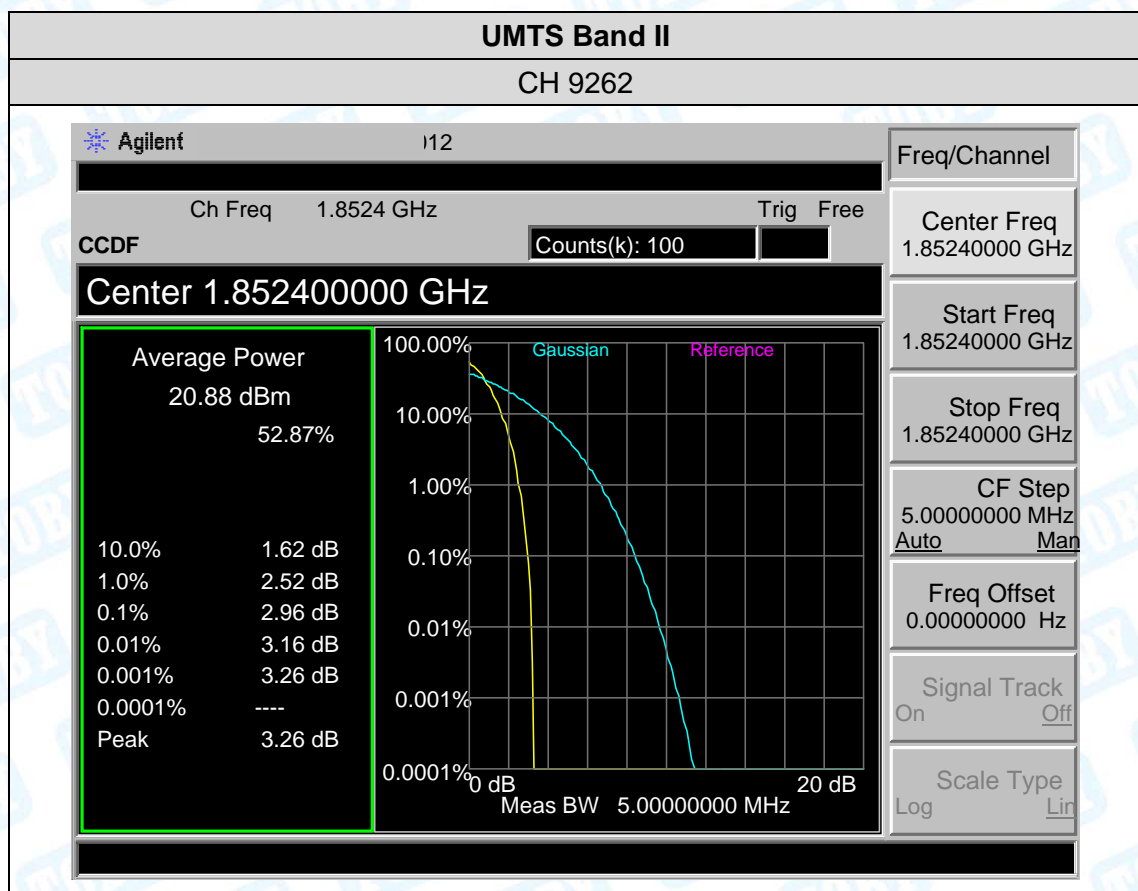 UMTS Band II
CH 9262
Agilent
Ch Freq 1.8524 GHz Trig Free
CCDF Counts(k): 100
Center 1.852400000 GHz
Average Power
20.88 dBm
52.87%
10.0% 1.62 dB
1.0% 2.52 dB
0.1% 2.96 dB
0.01% 3.16 dB
0.001% 3.26 dB
0.0001% ----
Peak 3.26 dB
100.00%
10.00%
1.00%
0.10%
0.01%
0.001%
0.0001%
Gaussian Reference
0 dB 20 dB
Meas BW 5.00000000 MHz
Freq/Channel
Center Freq
1.85240000 GHz
Start Freq
1.85240000 GHz
Stop Freq
1.85240000 GHz
CF Step
5.00000000 MHz
Auto Man
Freq Offset
0.00000000 Hz
Signal Track
On Off
Scale Type
Log Lin